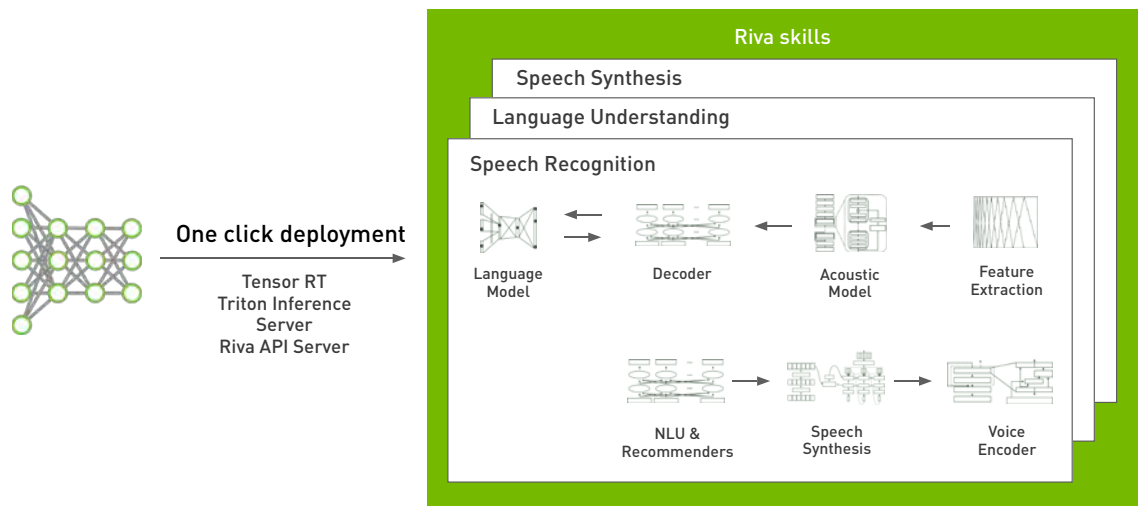 Riva skills
Speech Synthesis
Language Understanding
Speech Recognition
One click deployment
Tensor RT
Triton Inference
Server
Riva API Server
Language
Model
Decoder
Acoustic
Model
Feature
Extraction
NLU &
Recommenders
Speech
Synthesis
Voice
Encoder